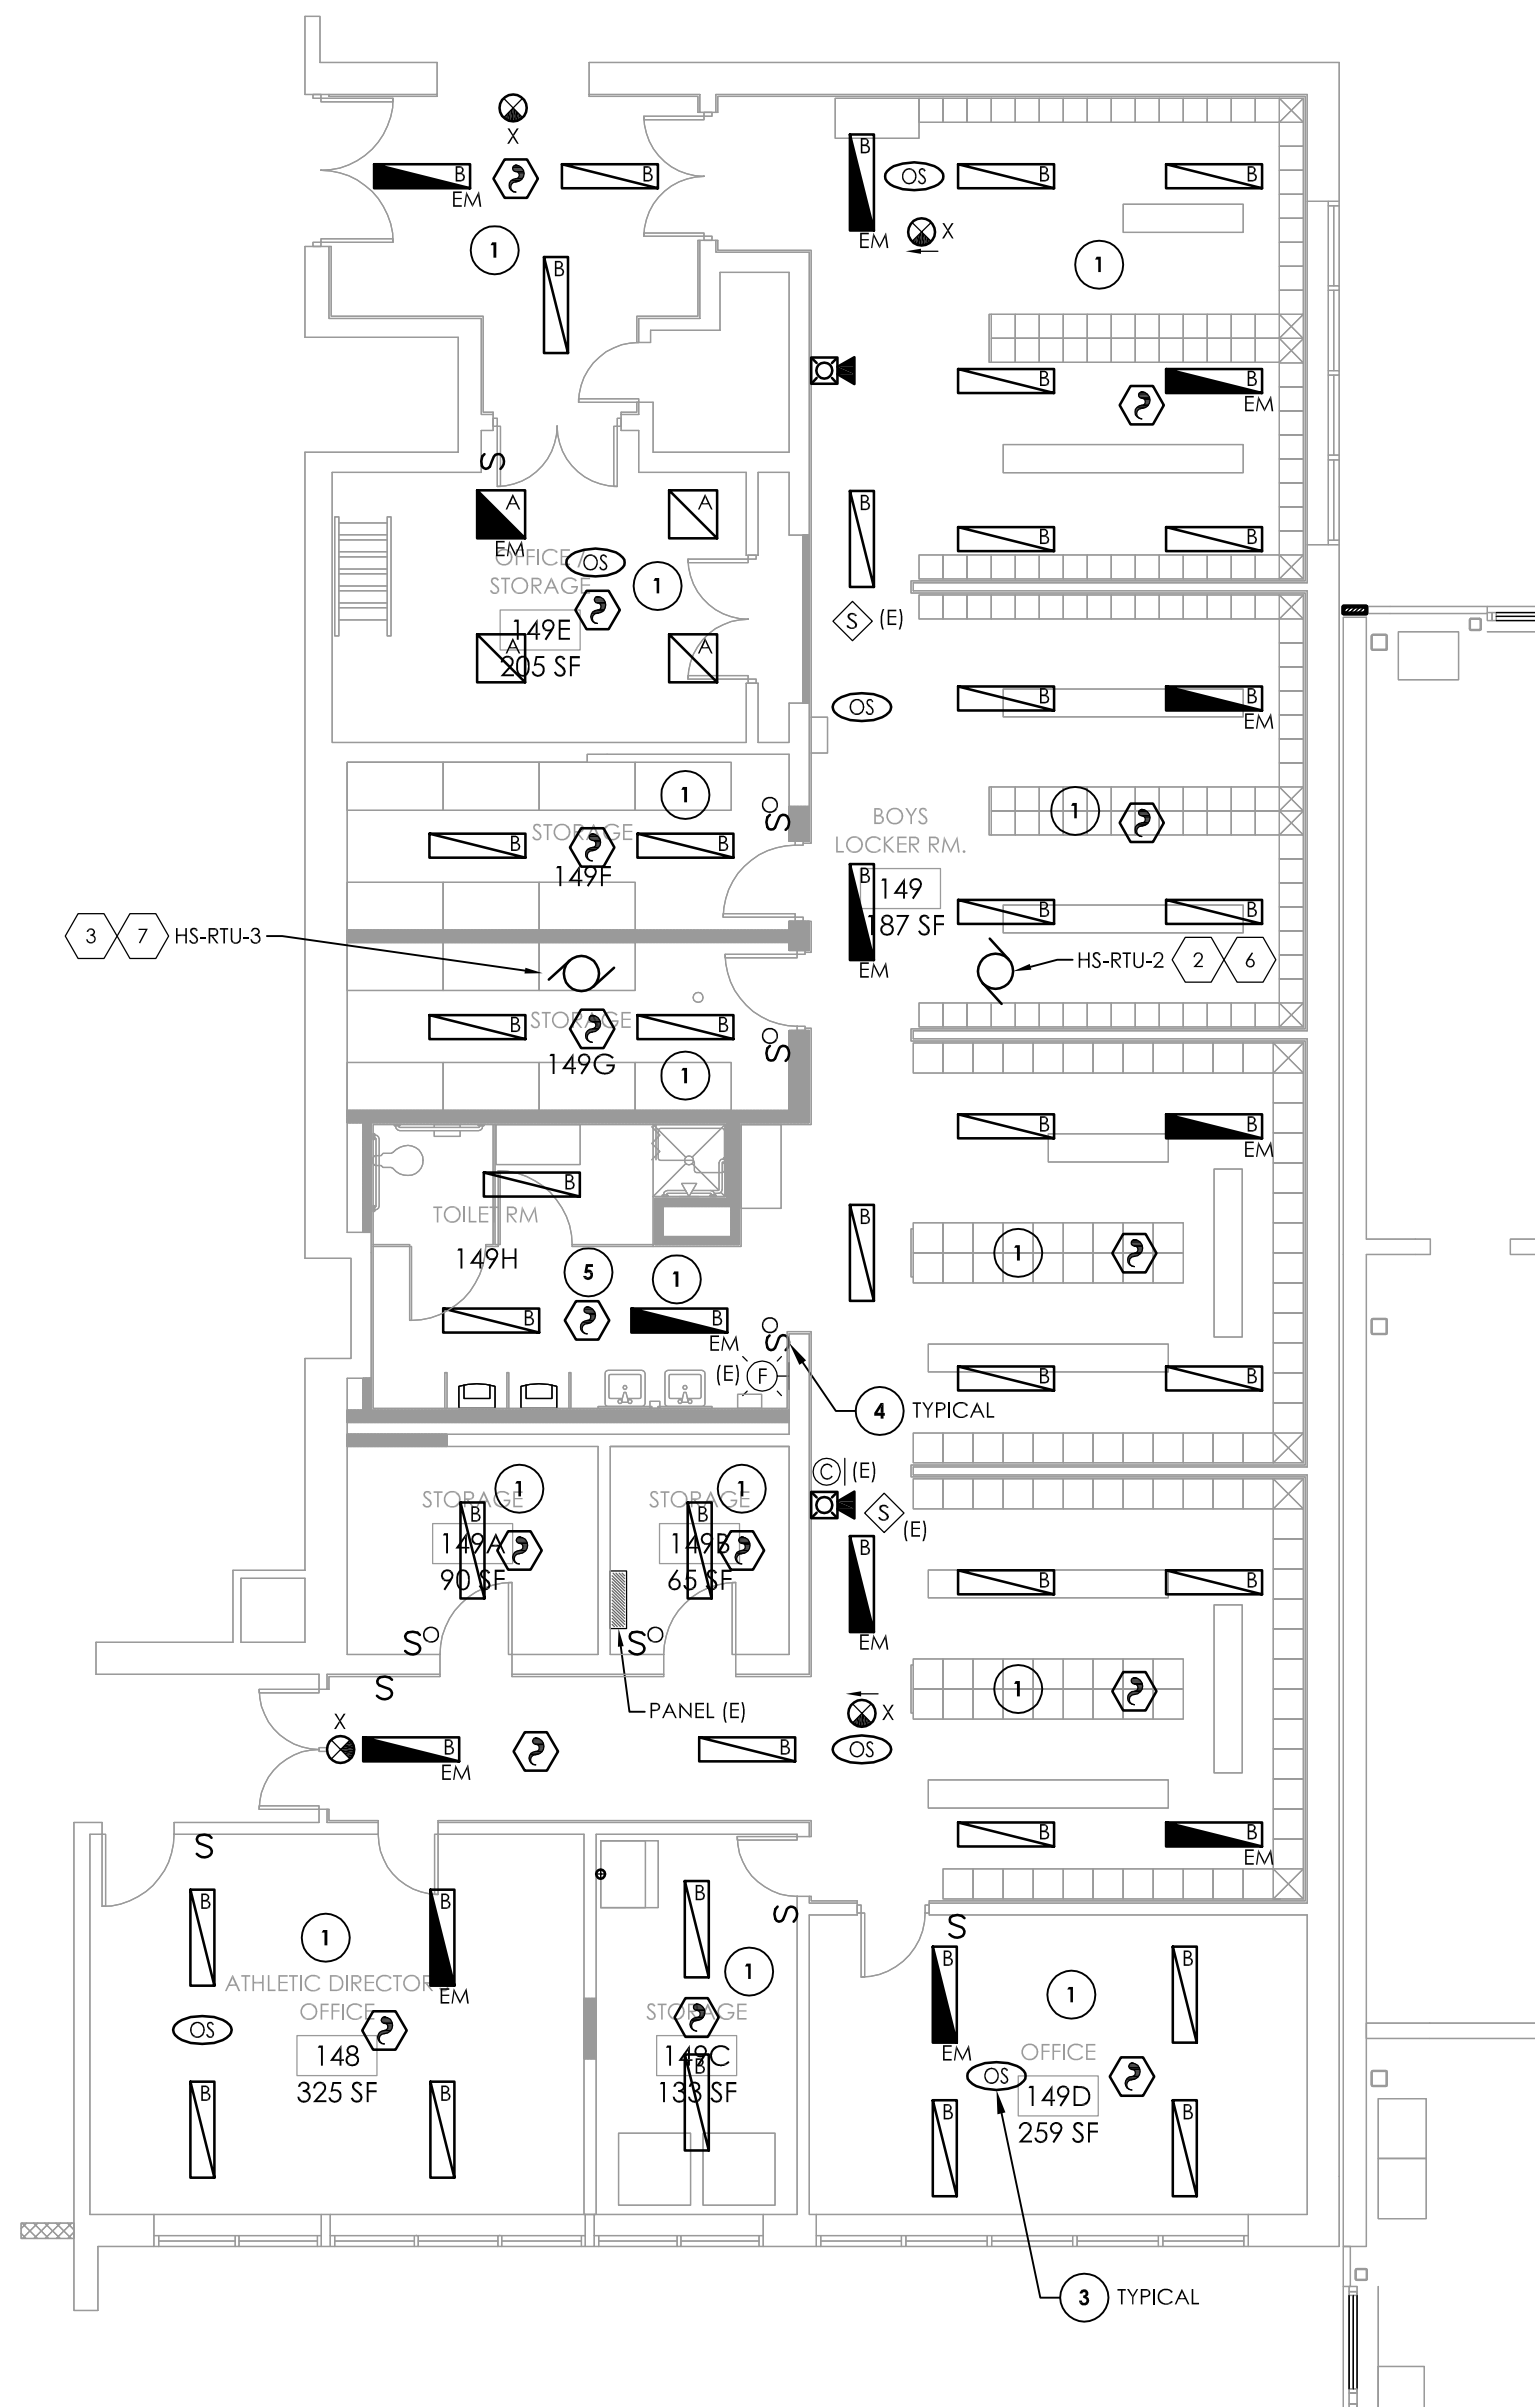 X
B
EM
B
1
B
B
EM
OS
X
B
B
1
B
B
EM
S
A
EM
A
OFFICE /
STORAGE
OS
1
149E
205 SF
A
A
B
B
B
S (E)
OS
B
B
EM
1
S
STORAGE
B
B
149F
1
BOYS
LOCKER RM.
B
149
187 SF
EM
B
B
3 7 HS-RTU-3
HS-RTU-2 2 6
STORAGE
B
B
149G
S
1
B
B
EM
B
TOILET RM
149H
5
1
B
1
B
B
EM
S
(E) F
B
B
4 TYPICAL
C (E)
S (E)
STORAGE
1
B
149A
90 SF
STORAGE
1
B
149B
65 SF
B
EM
B
B
S
S
S
PANEL (E)
1
X
X
B
EM
B
OS
B
B
EM
S
B
B
EM
1
ATHLETIC DIRECTOR
OFFICE
OS
148
325 SF
B
B
B
S
1
STORAGE
149C
B
133 SF
S
B
EM
B
1
OFFICE
OS
149D
259 SF
B
B
3 TYPICAL